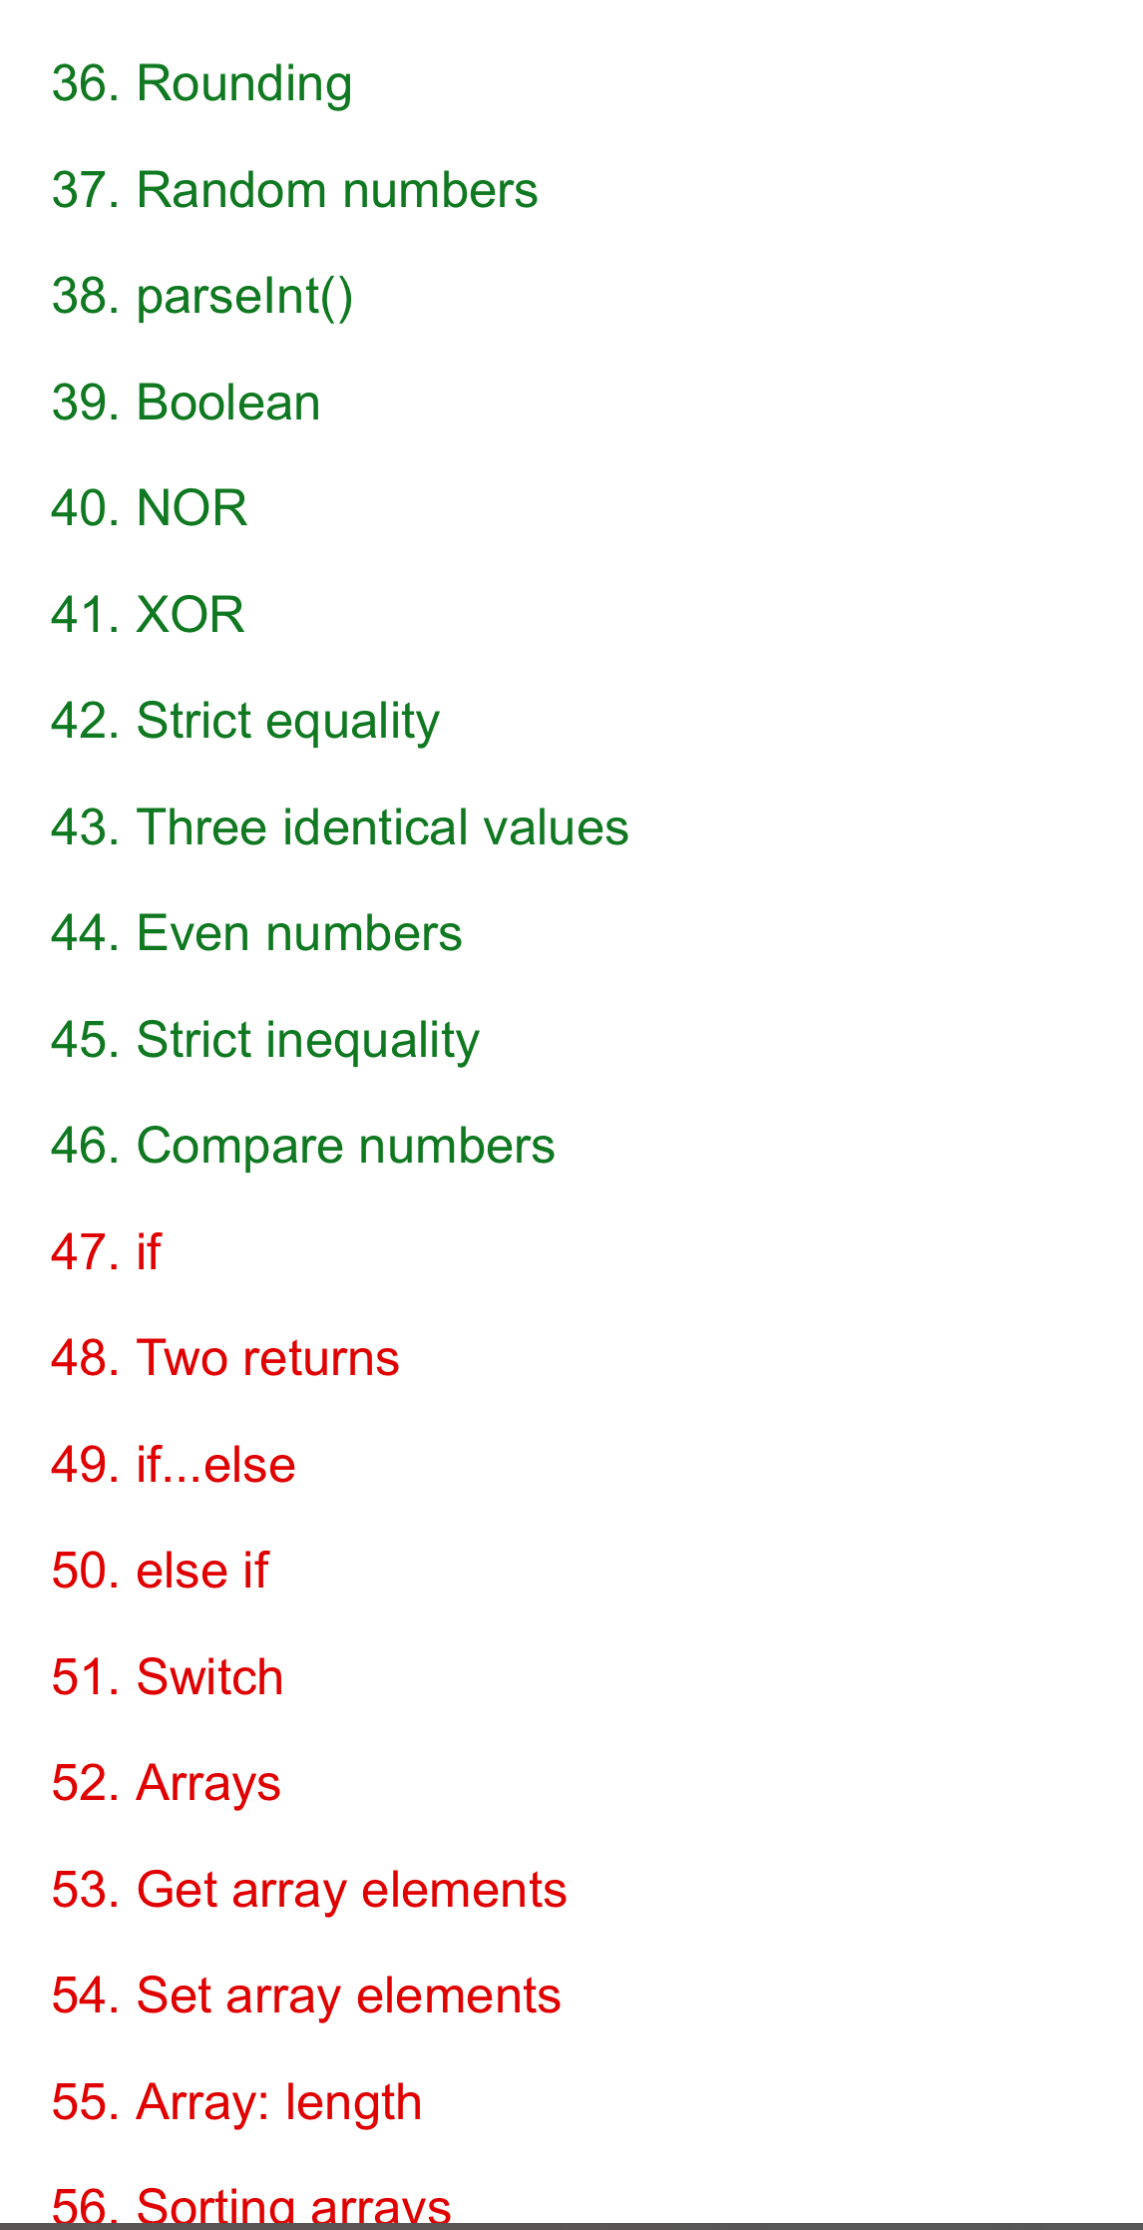 36. Rounding
37. Random numbers
38. parseInt()
39. Boolean
40. NOR
41. XOR
42. Strict equality
43. Three identical values
44. Even numbers
45. Strict inequality
46. Compare numbers
47. if
48. Two returns
49. if...else
50. else if
51. Switch
52. Arrays
53. Get array elements
54. Set array elements
55. Array: length
56. Sorting arrays